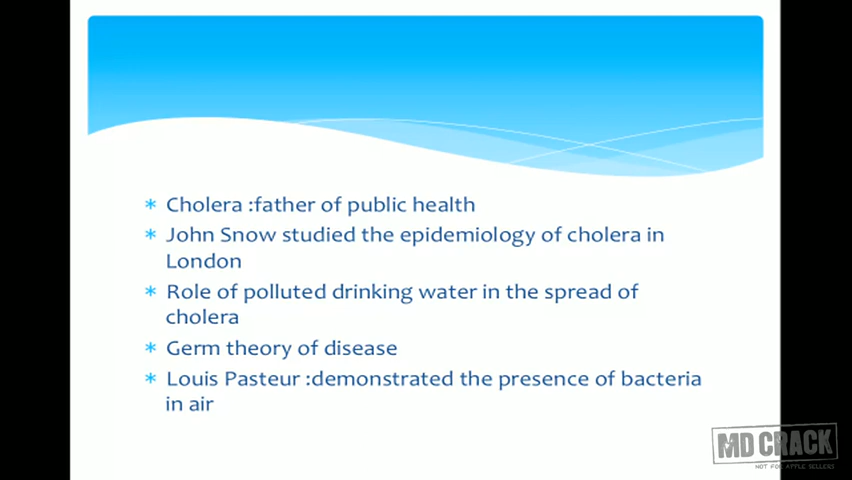 * Cholera :father of public health
* John Snow studied the epidemiology of cholera in
London
* Role of polluted drinking water in the spread of
cholera
* Germ theory of disease
* Louis Pasteur :demonstrated the presence of bacteria
in air
MD CRACK
NOT FOR APPLE SELLERS